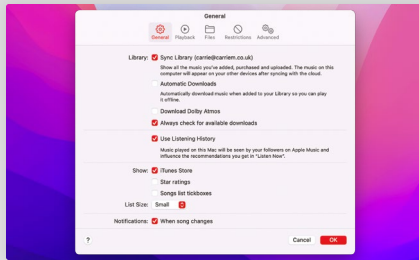 General
General Playback Files Restrictions Advanced
Library: Sync Library (carrie@carriem.co.uk)
Show all the music you've added, purchased and uploaded. The music on this
computer will appear on your other devices after syncing with the cloud.
Automatic Downloads
Automatically download music when added to your Library so you can play
it offline.
Download Dolby Atmos
Always check for available downloads
Use Listening History
Music played on this Mac will be seen by your followers on Apple Music and
influence the recommendations you get in "Listen Now".
Show: iTunes Store
Star ratings
Songs list tickboxes
List Size: Small
Notifications: When song changes
? Cancel OK